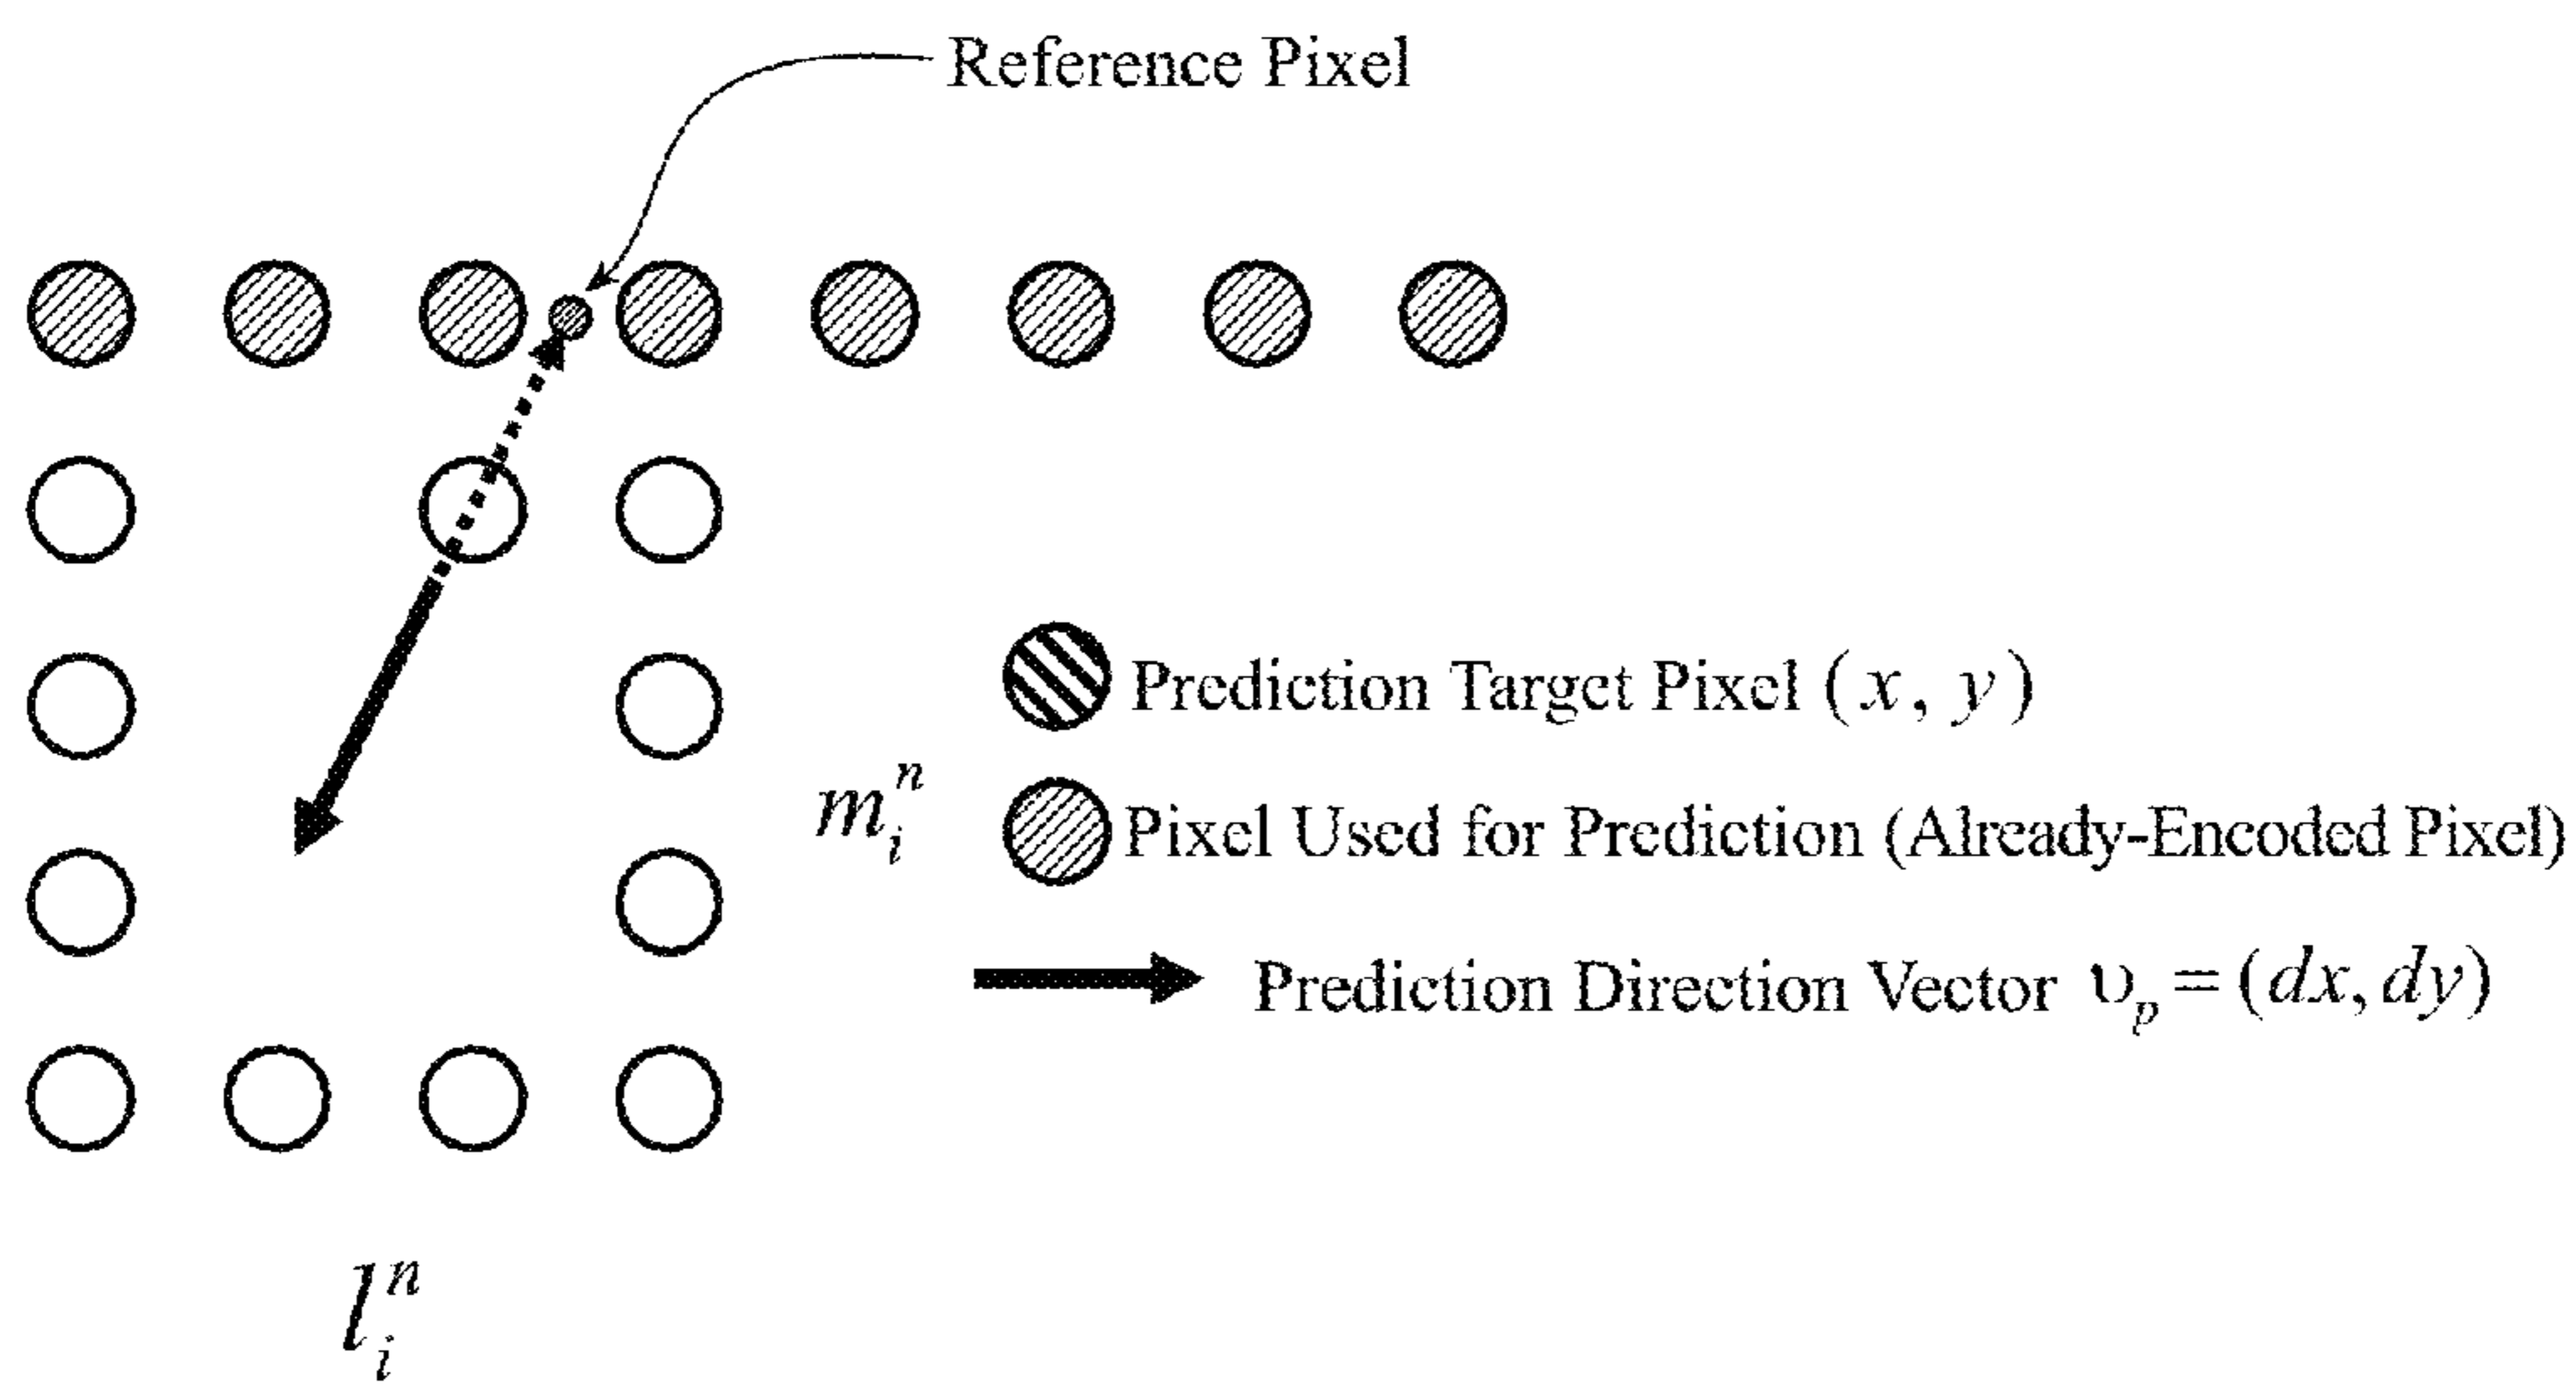 Reference Pixel
Prediction Target Pixel (x, y)
m_i^n
Pixel Used for Prediction (Already-Encoded Pixel)
Prediction Direction Vector υ_p = (dx, dy)
l_i^n